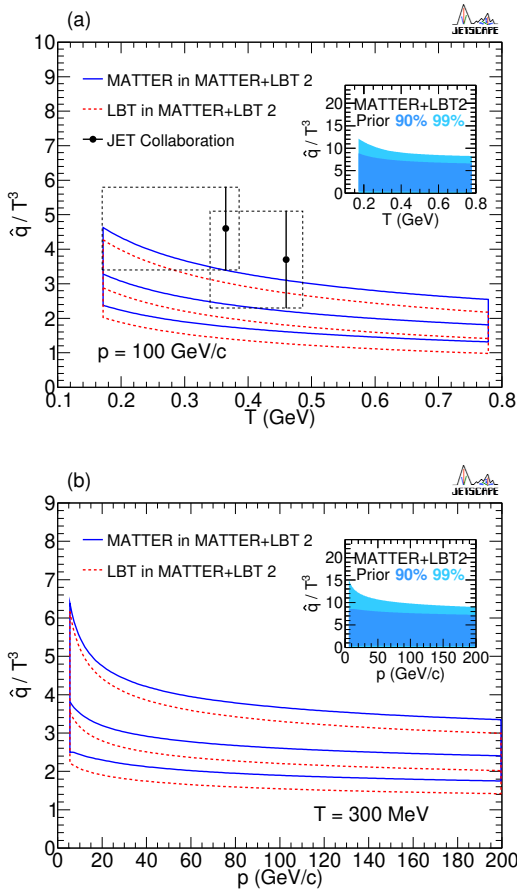 (a)
JETSCAPE
10
9
8
7
6
5
4
3
2
1
0
q̂ / T³
MATTER in MATTER+LBT 2
LBT in MATTER+LBT 2
JET Collaboration
MATTER+LBT2
Prior 90% 99%
q̂ / T³
20
15
10
5
0
0.2 0.4 0.6 0.8
T (GeV)
p = 100 GeV/c
0.1 0.2 0.3 0.4 0.5 0.6 0.7 0.8
T (GeV)
(b)
JETSCAPE
9
8
7
6
5
4
3
2
1
0
q̂ / T³
MATTER in MATTER+LBT 2
LBT in MATTER+LBT 2
MATTER+LBT2
Prior 90% 99%
q̂ / T³
20
15
10
5
0
0 50 100 150 200
p (GeV/c)
T = 300 MeV
0 20 40 60 80 100 120 140 160 180 200
p (GeV/c)